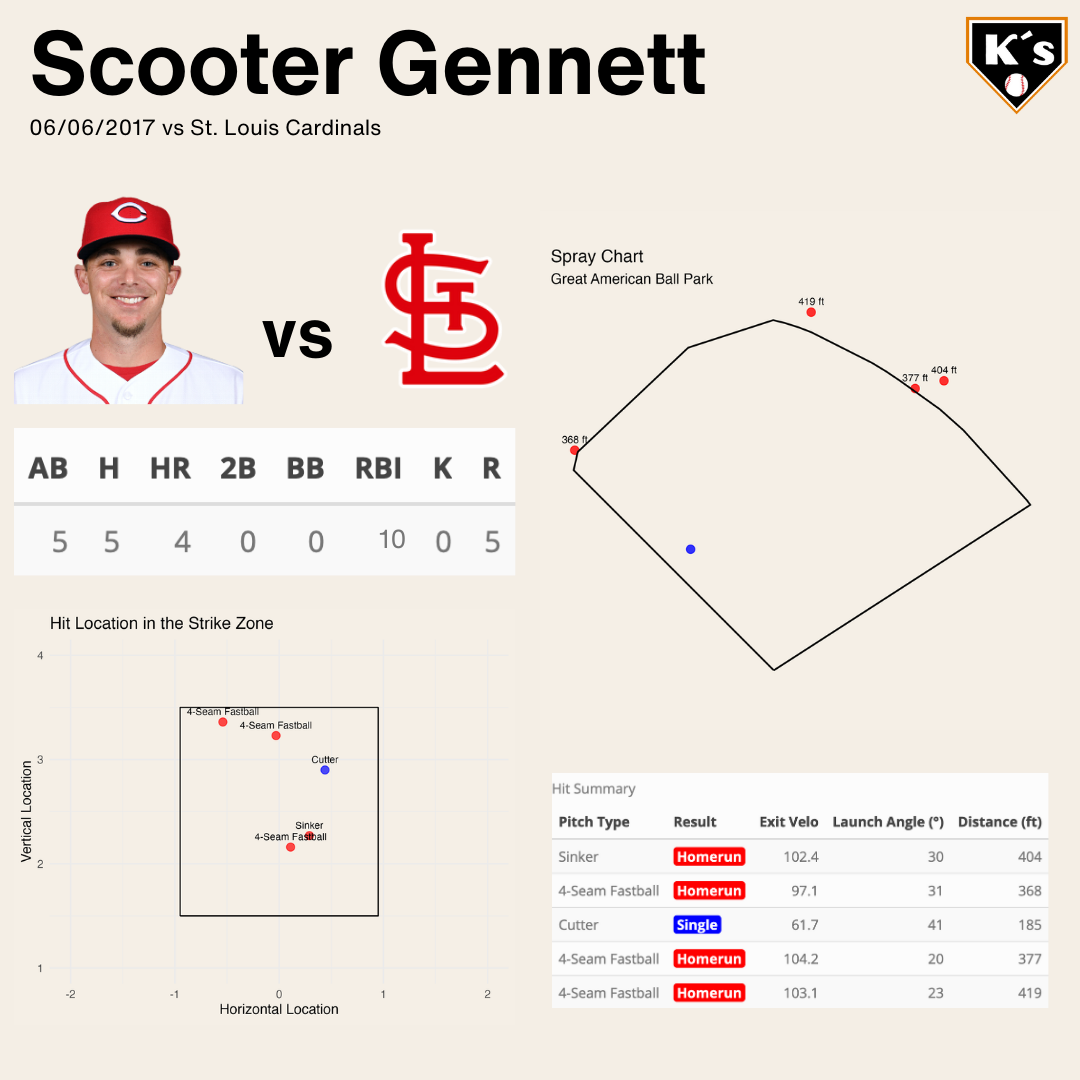 Scooter Gennett
06/06/2017 vs St. Louis Cardinals
K´s
C
vs
STL
AB H HR 2B BB RBI K R
5 5 4 0 0 10 0 5
Spray Chart
Great American Ball Park
419 ft
377 ft 404 ft
368 ft
Hit Location in the Strike Zone
4
3
2
1
Vertical Location
4-Seam Fastball
4-Seam Fastball
Cutter
Sinker
4-Seam Fastball
-2 -1 0 1 2
Horizontal Location
Hit Summary
Pitch Type Result Exit Velo Launch Angle (°) Distance (ft)
Sinker Homerun 102.4 30 404
4-Seam Fastball Homerun 97.1 31 368
Cutter Single 61.7 41 185
4-Seam Fastball Homerun 104.2 20 377
4-Seam Fastball Homerun 103.1 23 419